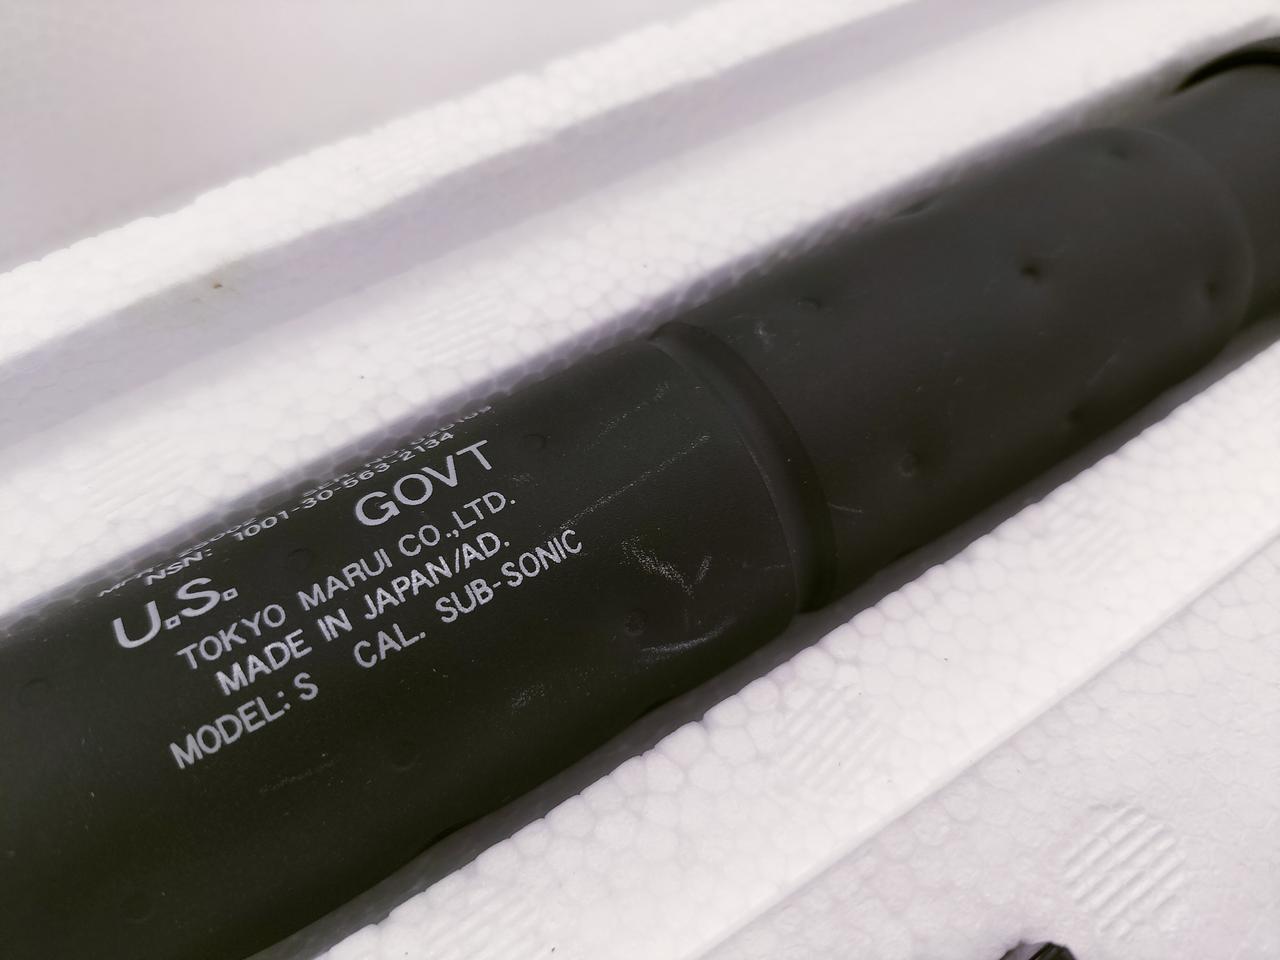 NSN: 1001-30-563-2134
U.S. GOVT
TOKYO MARUI CO.,LTD.
MADE IN JAPAN/AD.
MODEL: S CAL. SUB-SONIC